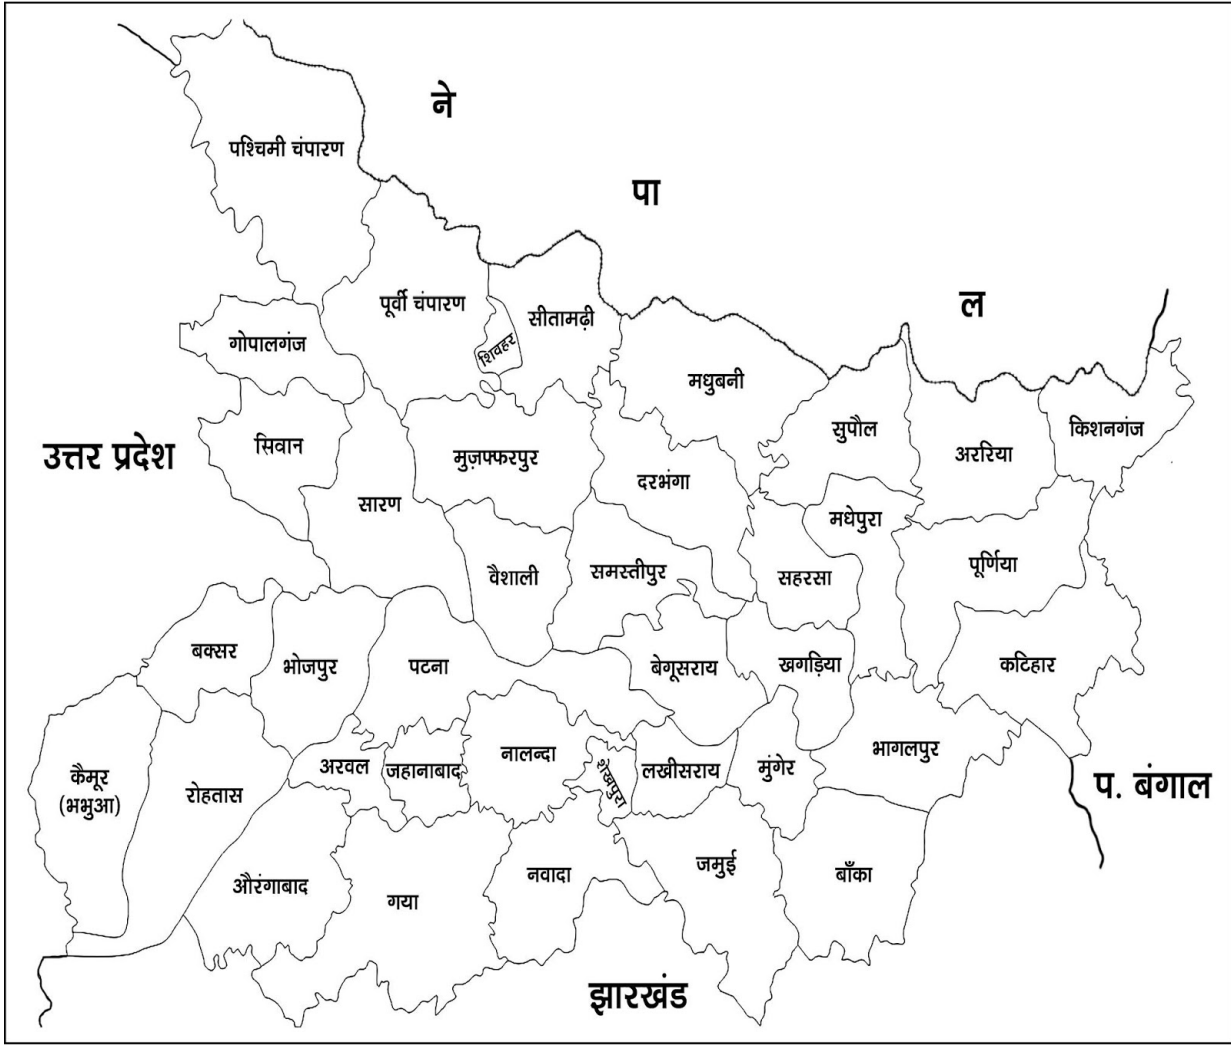 ने
पा
ल
पश्चिमी चंपारण
पूर्वी चंपारण
शिवहर
सीतामढ़ी
गोपालगंज
मधुबनी
सुपौल
अररिया
किशनगंज
उत्तर प्रदेश
सिवान
सारण
मुज़फ्फरपुर
दरभंगा
मधेपुरा
वैशाली
समस्तीपुर
सहरसा
पूर्णिया
बक्सर
भोजपुर
पटना
बेगूसराय
खगड़िया
कटिहार
कैमूर
(भभुआ)
रोहतास
अरवल
जहानाबाद
नालन्दा
शेखपुरा
लखीसराय
मुंगेर
भागलपुर
प. बंगाल
औरंगाबाद
गया
नवादा
जमुई
बाँका
झारखंड